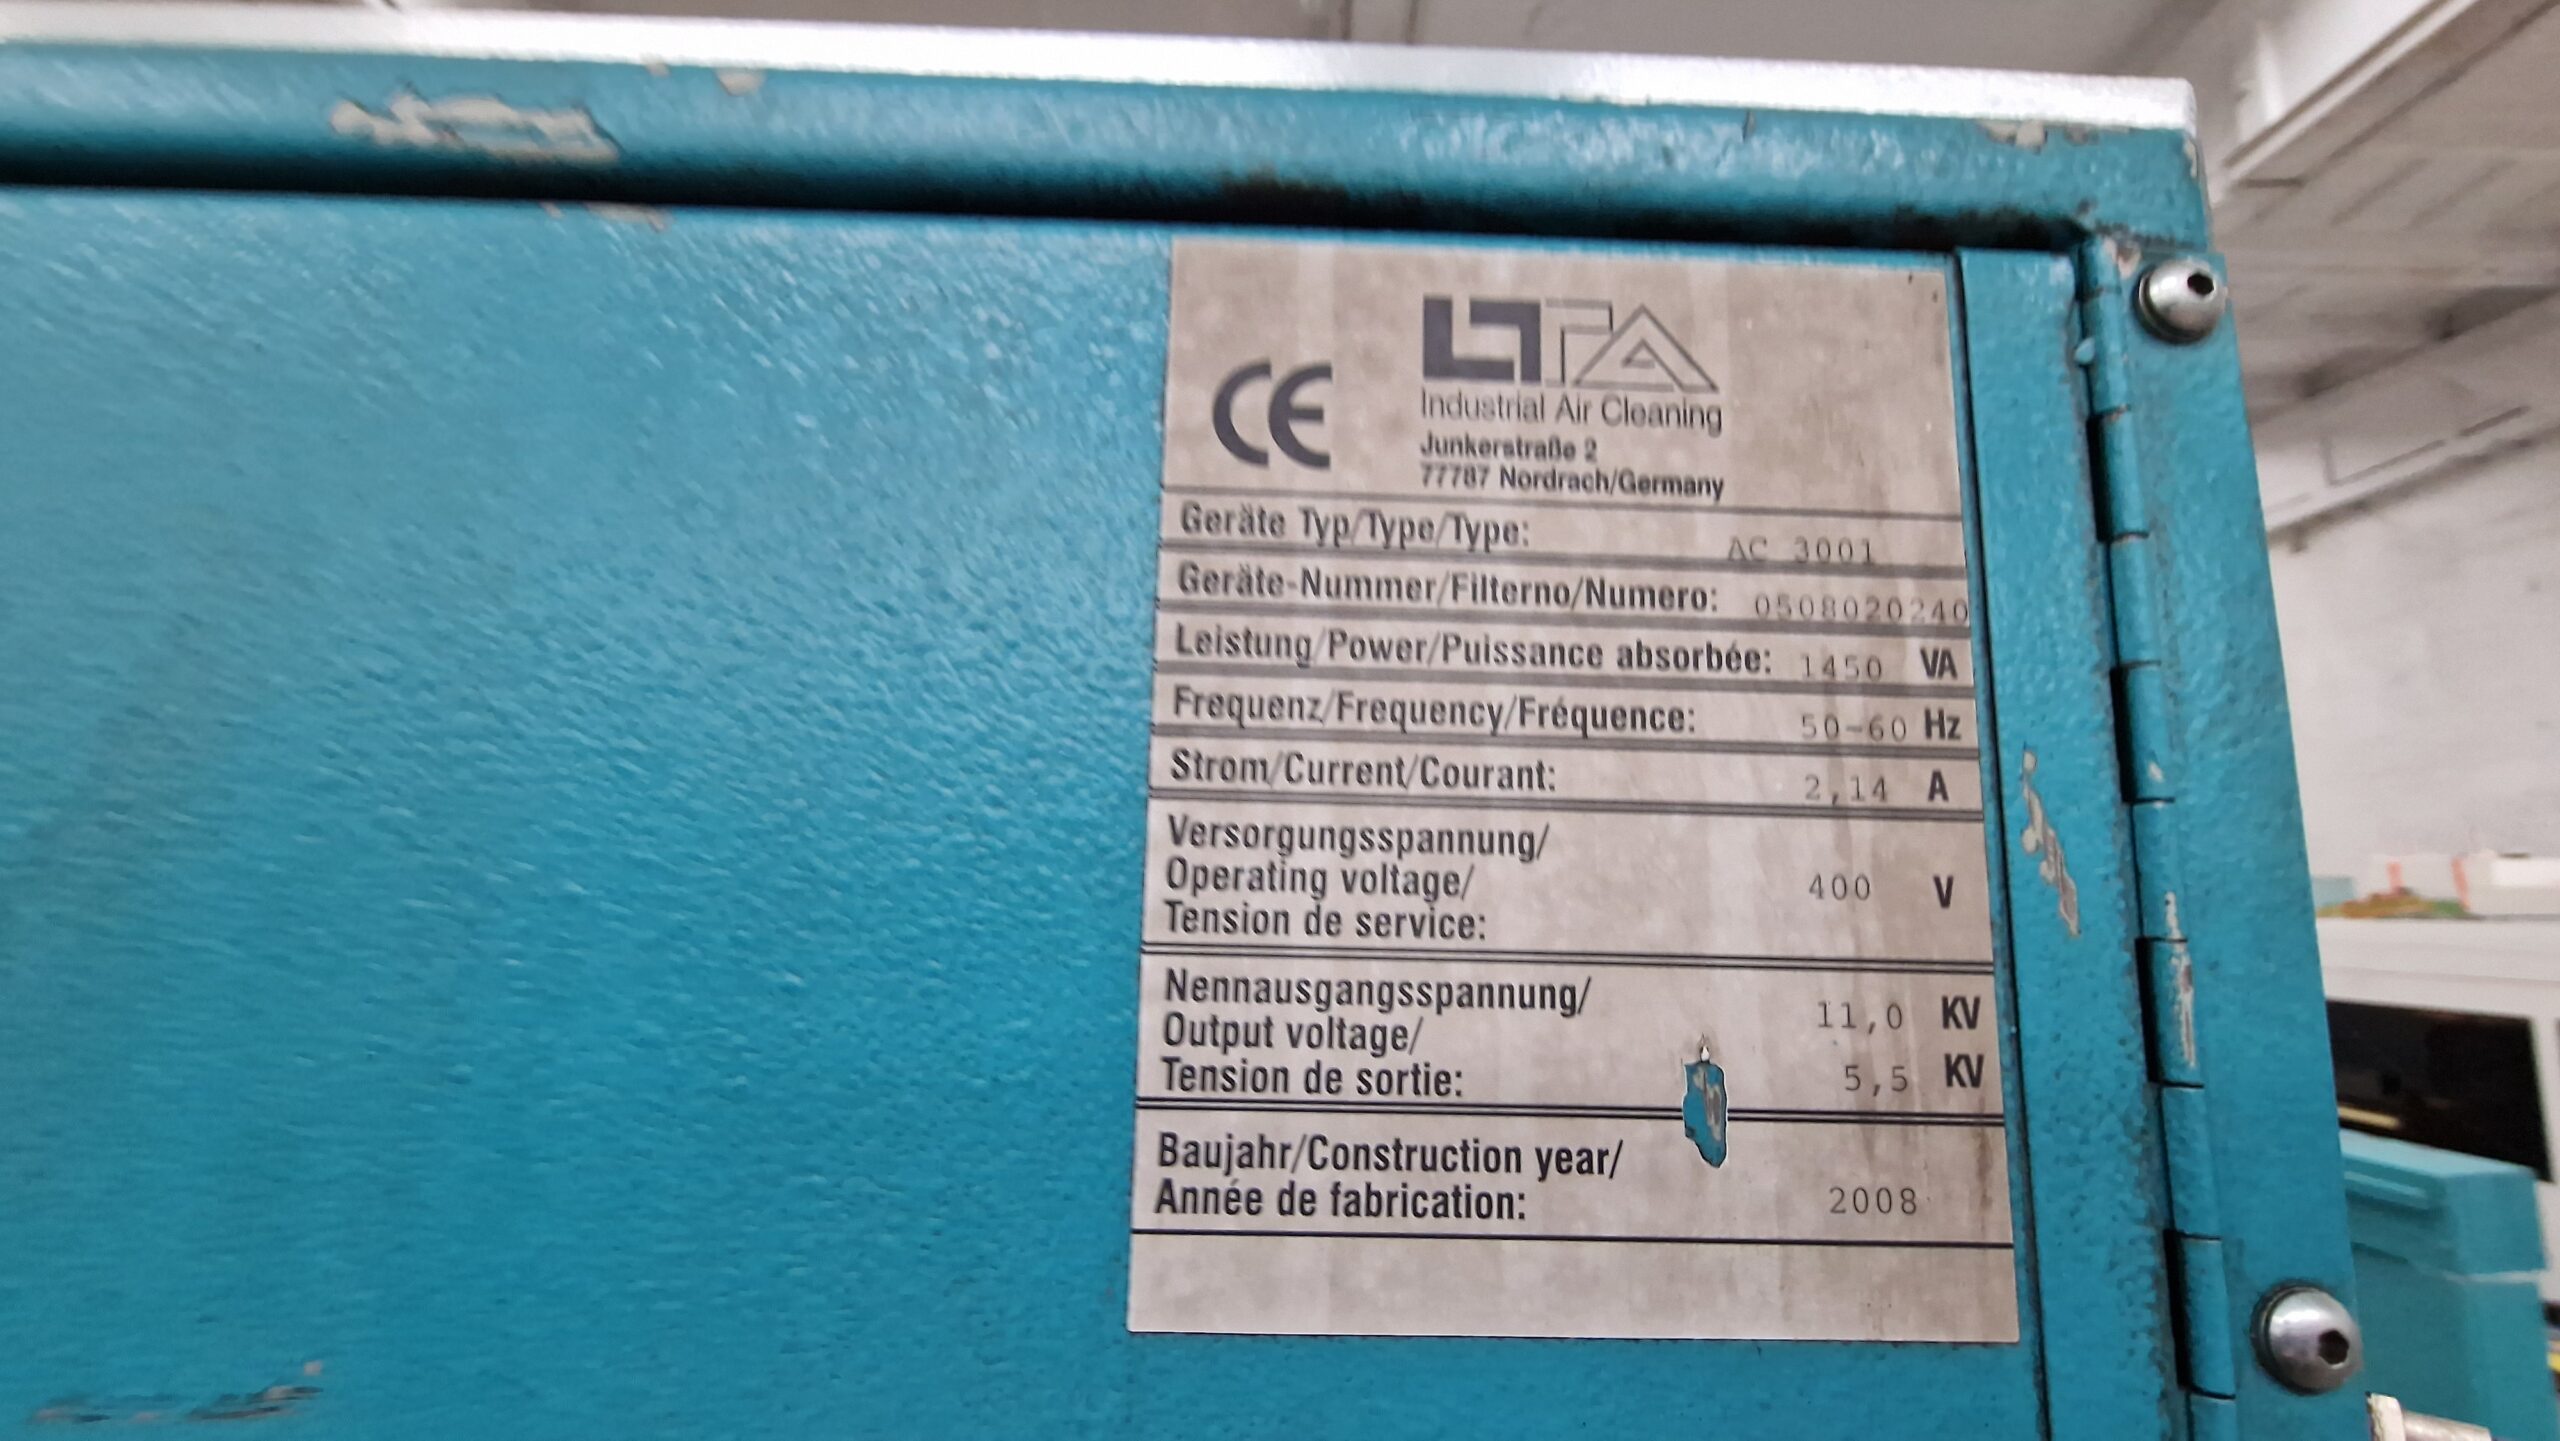 CE
LTA
Industrial Air Cleaning
Junkerstraße 2
77787 Nordrach/Germany
Geräte Typ/Type/Type: AC 3001
Geräte-Nummer/Filterno/Numero: 0508020240
Leistung/Power/Puissance absorbée: 1450 VA
Frequenz/Frequency/Fréquence: 50-60 Hz
Strom/Current/Courant: 2,14 A
Versorgungsspannung/
Operating voltage/ 400 V
Tension de service:
Nennausgangsspannung/ 11,0 KV
Output voltage/
Tension de sortie: 5,5 KV
Baujahr/Construction year/
Année de fabrication: 2008